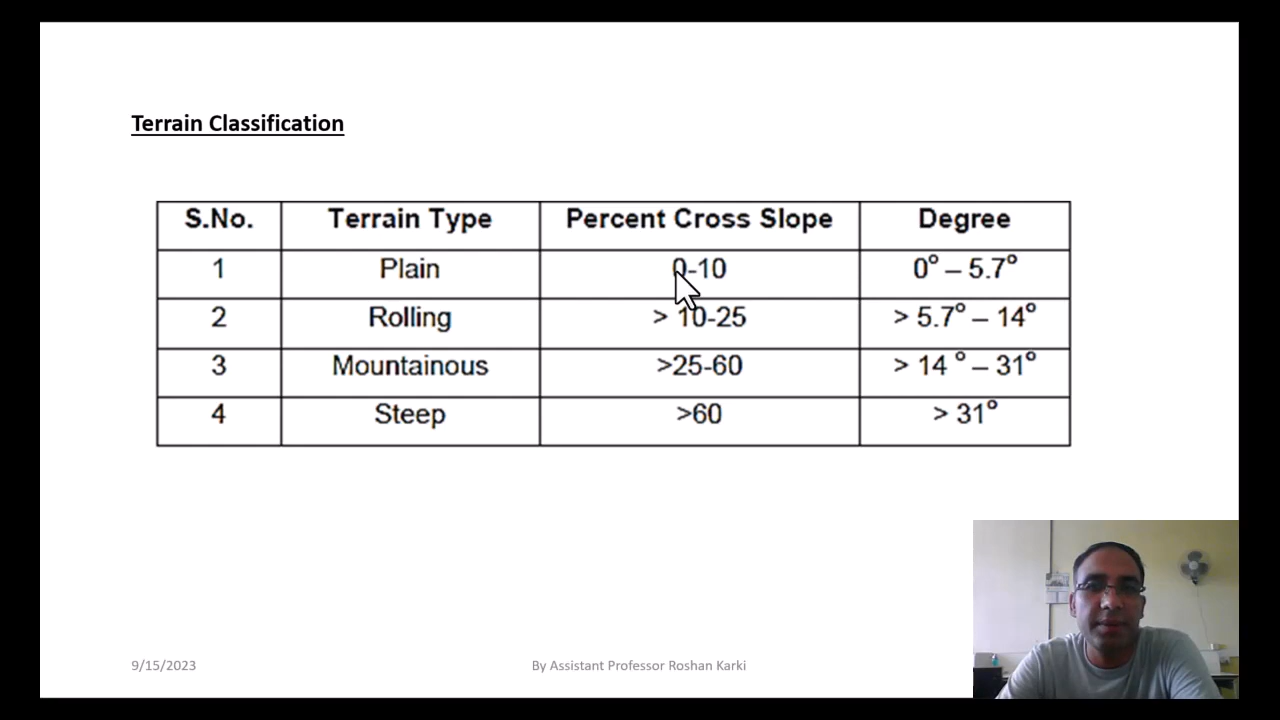 Terrain Classification
S.No. Terrain Type Percent Cross Slope Degree
1 Plain 0-10 0° – 5.7°
2 Rolling > 10-25 > 5.7° – 14°
3 Mountainous >25-60 > 14 ° – 31°
4 Steep >60 > 31°
9/15/2023 By Assistant Professor Roshan Karki